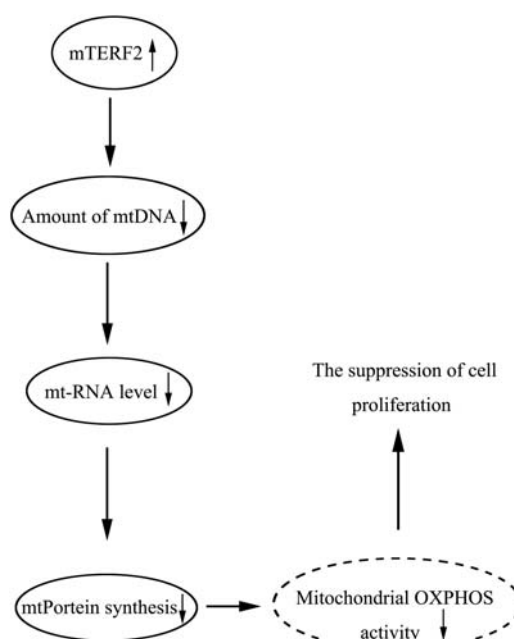 mTERF2
Amount of mtDNA
mt-RNA level
The suppression of cell
proliferation
mtPortein synthesis
Mitochondrial OXPHOS
activity